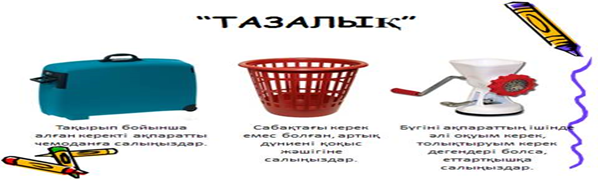 "ТАЗАЛЫҚ"
Тақырып бойынша
алған керекті ақпаратты
чемоданға салыңыздар.
Сабақтағы керек
емес болған, артық
дүниені қоқыс
жәшігіне
салыңыздар.
Бүгіні ақпараттың ішінде
әлі оқуым керек,
толықтыруым керек
дегендері болса,
еттартқышқа
салыңыздар.